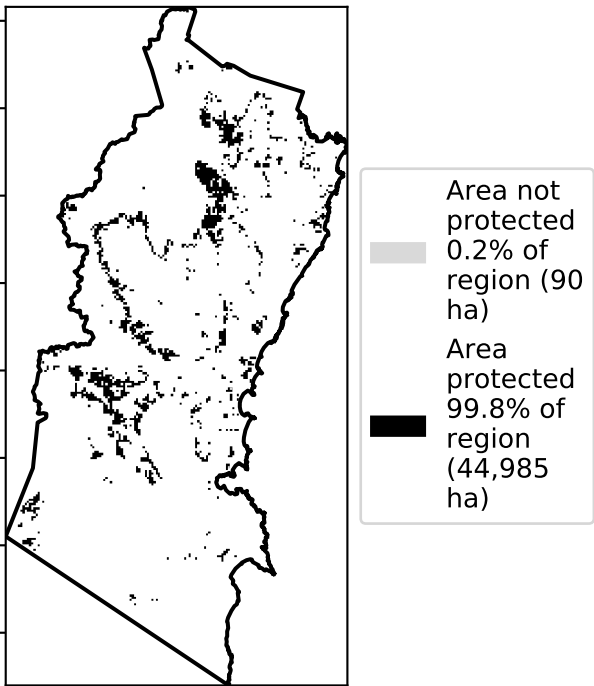 Area not
protected
0.2% of
region (90
ha)
Area
protected
99.8% of
region
(44,985
ha)